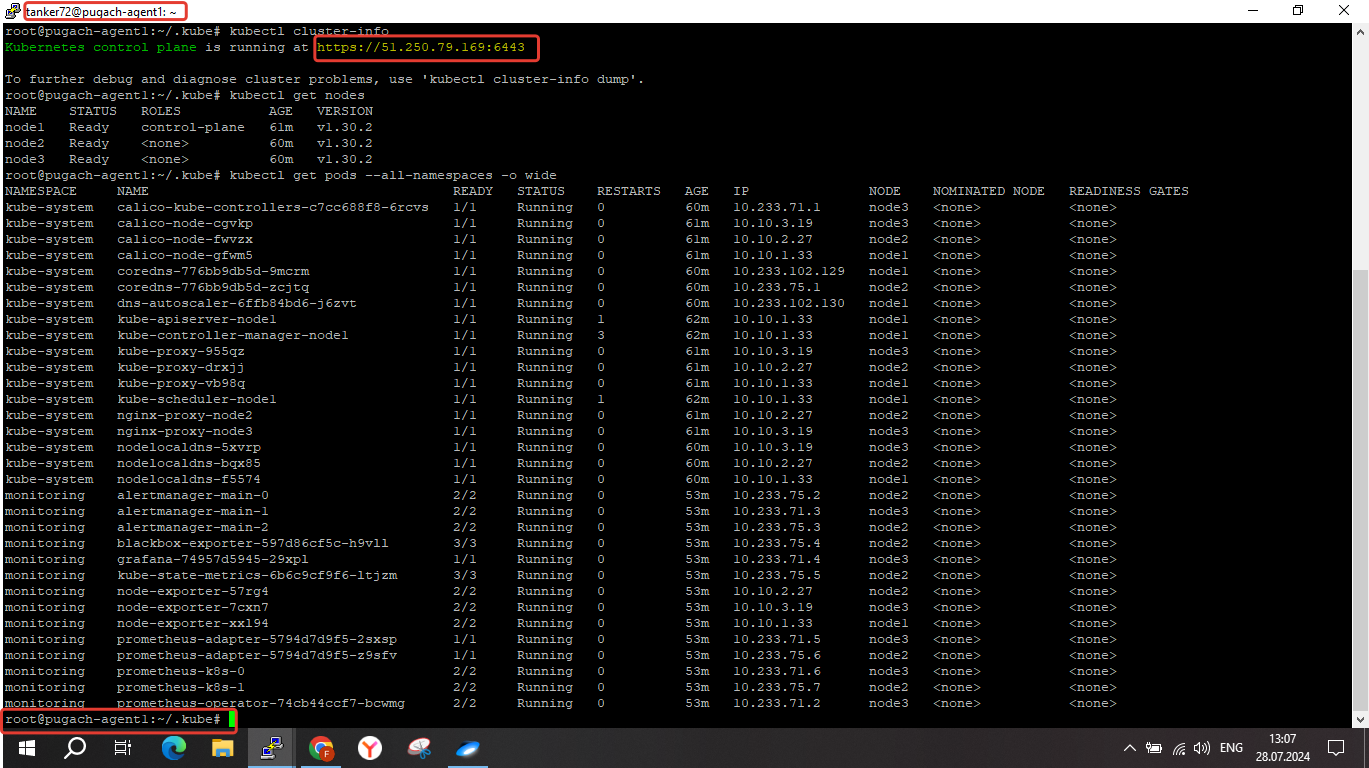 tanker72@pugach-agent1: ~
root@pugach-agent1:~/.kube# kubectl cluster-info
Kubernetes control plane is running at https://51.250.79.169:6443
To further debug and diagnose cluster problems, use 'kubectl cluster-info dump'.
root@pugach-agent1:~/.kube# kubectl get nodes
NAME STATUS ROLES AGE VERSION
node1 Ready control-plane 61m v1.30.2
node2 Ready <none> 60m v1.30.2
node3 Ready <none> 60m v1.30.2
root@pugach-agent1:~/.kube# kubectl get pods --all-namespaces -o wide
NAMESPACE NAME READY STATUS RESTARTS AGE IP NODE NOMINATED NODE READINESS GATES
kube-system calico-kube-controllers-c7cc688f8-6rcvs 1/1 Running 0 60m 10.233.71.1 node3 <none> <none>
kube-system calico-node-cgvkp 1/1 Running 0 61m 10.10.3.19 node3 <none> <none>
kube-system calico-node-fwvzx 1/1 Running 0 61m 10.10.2.27 node2 <none> <none>
kube-system calico-node-gfwm5 1/1 Running 0 61m 10.10.1.33 node1 <none> <none>
kube-system coredns-776bb9db5d-9mcrm 1/1 Running 0 60m 10.233.102.129 node1 <none> <none>
kube-system coredns-776bb9db5d-zcjtq 1/1 Running 0 60m 10.233.75.1 node2 <none> <none>
kube-system dns-autoscaler-6ffb84bd6-j6zvt 1/1 Running 0 60m 10.233.102.130 node1 <none> <none>
kube-system kube-apiserver-node1 1/1 Running 1 62m 10.10.1.33 node1 <none> <none>
kube-system kube-controller-manager-node1 1/1 Running 3 62m 10.10.1.33 node1 <none> <none>
kube-system kube-proxy-955qz 1/1 Running 0 61m 10.10.3.19 node3 <none> <none>
kube-system kube-proxy-drxjj 1/1 Running 0 61m 10.10.2.27 node2 <none> <none>
kube-system kube-proxy-vb98q 1/1 Running 0 61m 10.10.1.33 node1 <none> <none>
kube-system kube-scheduler-node1 1/1 Running 1 62m 10.10.1.33 node1 <none> <none>
kube-system nginx-proxy-node2 1/1 Running 0 61m 10.10.2.27 node2 <none> <none>
kube-system nginx-proxy-node3 1/1 Running 0 61m 10.10.3.19 node3 <none> <none>
kube-system nodelocaldns-5xvrp 1/1 Running 0 60m 10.10.3.19 node3 <none> <none>
kube-system nodelocaldns-bqx85 1/1 Running 0 60m 10.10.2.27 node2 <none> <none>
kube-system nodelocaldns-f5574 1/1 Running 0 60m 10.10.1.33 node1 <none> <none>
monitoring alertmanager-main-0 2/2 Running 0 53m 10.233.75.2 node2 <none> <none>
monitoring alertmanager-main-1 2/2 Running 0 53m 10.233.71.3 node3 <none> <none>
monitoring alertmanager-main-2 2/2 Running 0 53m 10.233.75.3 node2 <none> <none>
monitoring blackbox-exporter-597d86cf5c-h9vll 3/3 Running 0 53m 10.233.75.4 node2 <none> <none>
monitoring grafana-74957d5945-29xpl 1/1 Running 0 53m 10.233.71.4 node3 <none> <none>
monitoring kube-state-metrics-6b6c9cf9f6-ltjzm 3/3 Running 0 53m 10.233.75.5 node2 <none> <none>
monitoring node-exporter-57rg4 2/2 Running 0 53m 10.10.2.27 node2 <none> <none>
monitoring node-exporter-7cxn7 2/2 Running 0 53m 10.10.3.19 node3 <none> <none>
monitoring node-exporter-xxl94 2/2 Running 0 53m 10.10.1.33 node1 <none> <none>
monitoring prometheus-adapter-5794d7d9f5-2sxsp 1/1 Running 0 53m 10.233.71.5 node3 <none> <none>
monitoring prometheus-adapter-5794d7d9f5-z9sfv 1/1 Running 0 53m 10.233.75.6 node2 <none> <none>
monitoring prometheus-k8s-0 2/2 Running 0 53m 10.233.71.6 node3 <none> <none>
monitoring prometheus-k8s-1 2/2 Running 0 53m 10.233.75.7 node2 <none> <none>
monitoring prometheus-operator-74cb44ccf7-bcwmg 2/2 Running 0 53m 10.233.71.2 node3 <none> <none>
root@pugach-agent1:~/.kube#
ENG
13:07
28.07.2024